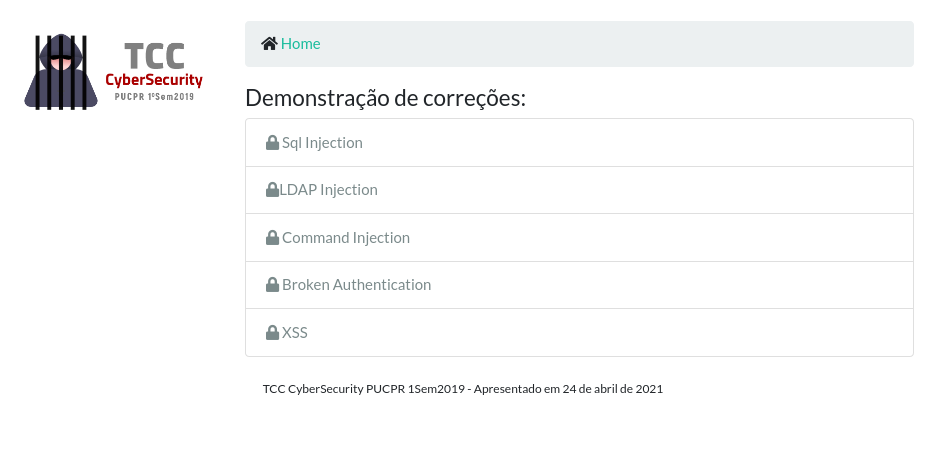 TCC
CyberSecurity
PUCPR 1ºSem2019
Home
Demonstração de correções:
Sql Injection
LDAP Injection
Command Injection
Broken Authentication
XSS
TCC CyberSecurity PUCPR 1Sem2019 - Apresentado em 24 de abril de 2021